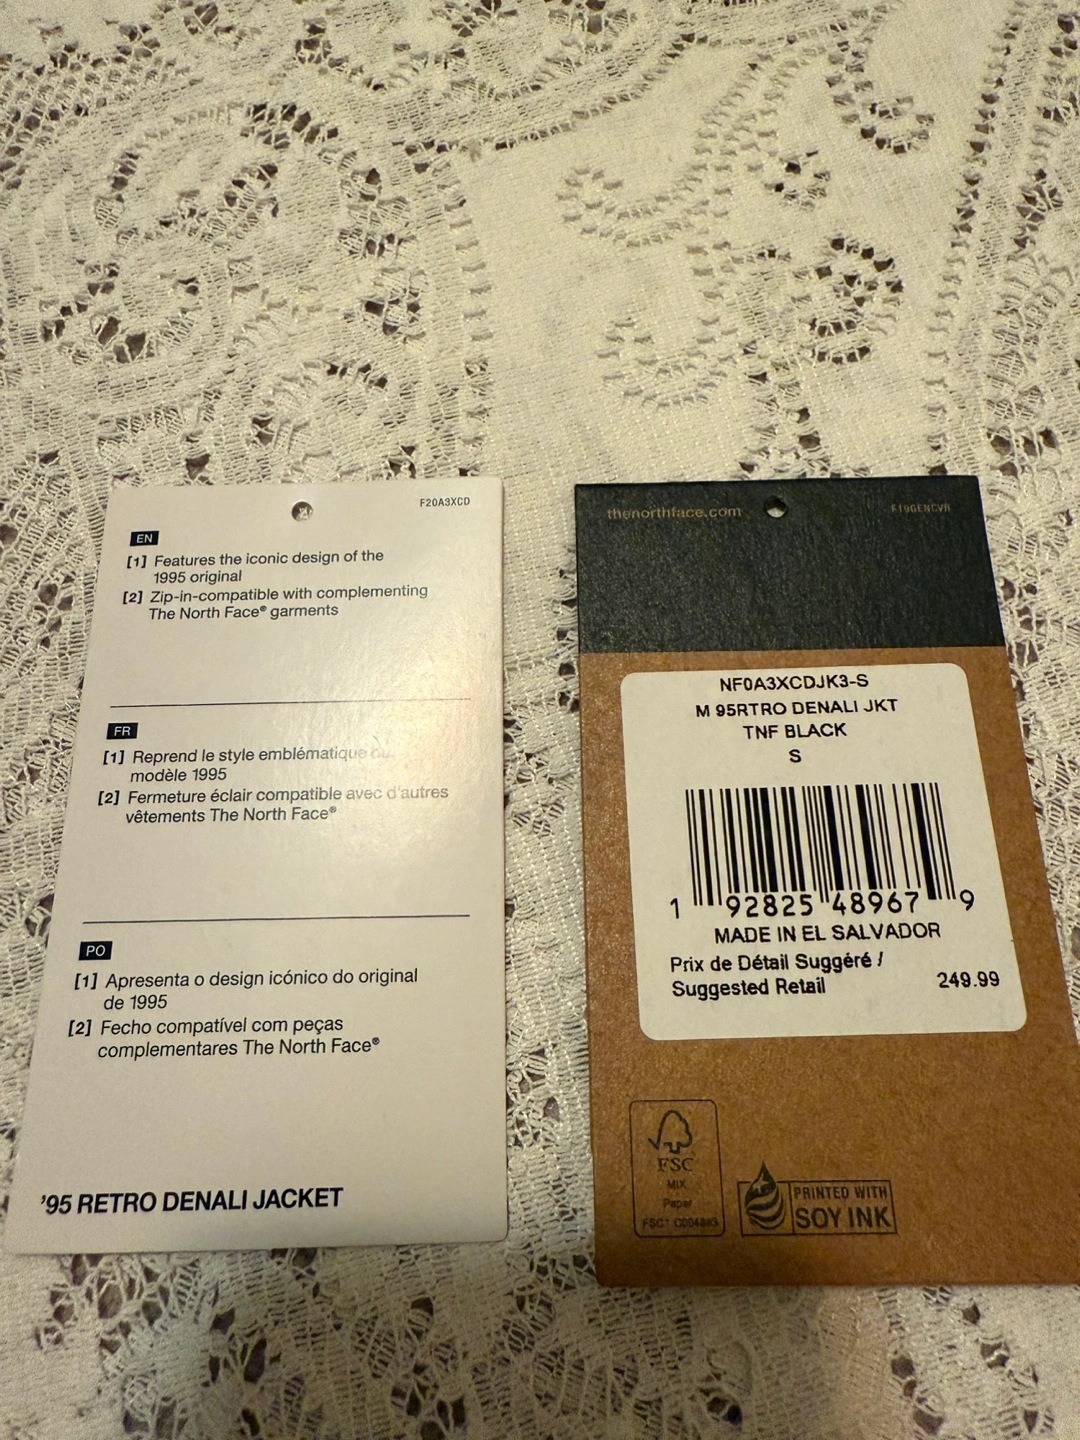 F20A3XCD
EN
[1] Features the iconic design of the
1995 original
[2] Zip-in-compatible with complementing
The North Face® garments
FR
[1] Reprend le style emblématique du
modèle 1995
[2] Fermeture éclair compatible avec d'autres
vêtements The North Face®
PO
[1] Apresenta o design icónico do original
de 1995
[2] Fecho compatível com peças
complementares The North Face®
'95 RETRO DENALI JACKET
thenorthface.com
F19GENCVR
NF0A3XCDJK3-S
M 95RTRO DENALI JKT
TNF BLACK
S
1 92825 48967 9
MADE IN EL SALVADOR
Prix de Détail Suggéré /
Suggested Retail 249.99
FSC
MIX
Paper
PRINTED WITH
SOY INK